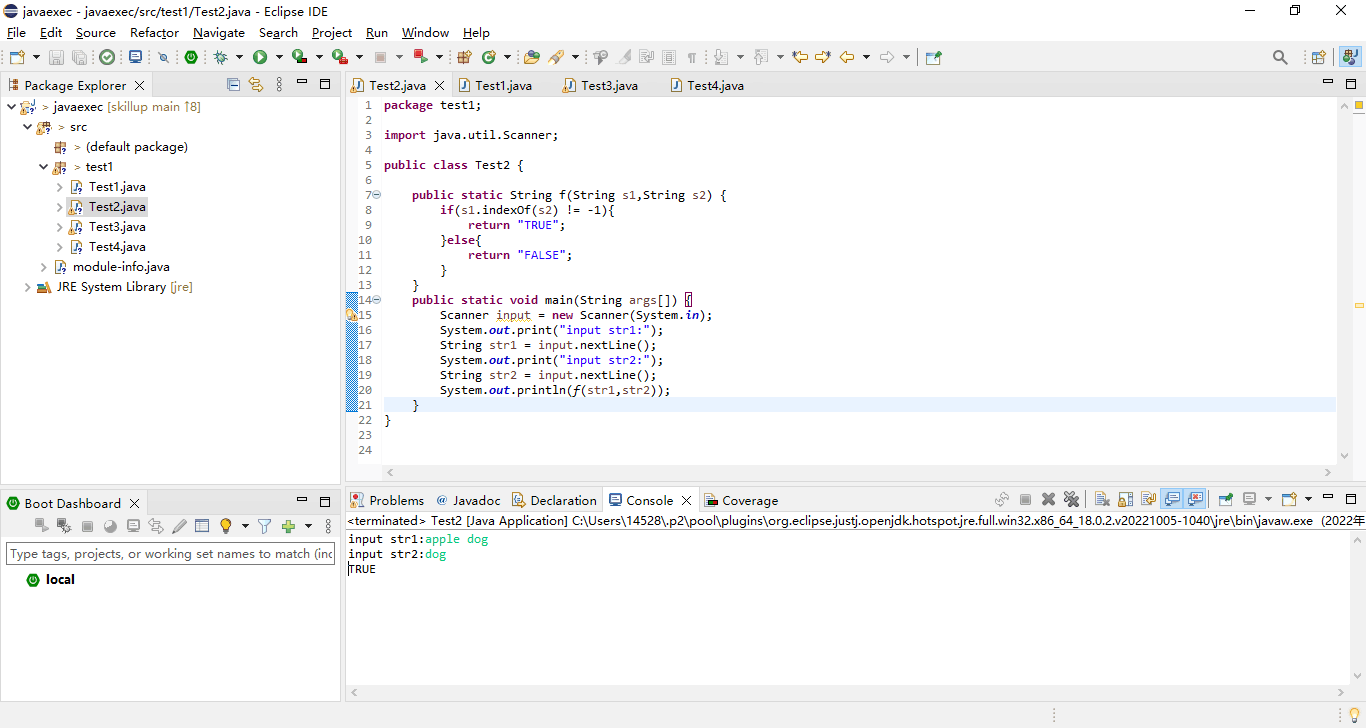 javaexec - javaexec/src/test1/Test2.java - Eclipse IDE
File Edit Source Refactor Navigate Search Project Run Window Help
Package Explorer
javaexec [skillup main ↑8]
> src
> (default package)
> test1
Test1.java
Test2.java
Test3.java
Test4.java
module-info.java
JRE System Library [jre]
Test2.java Test1.java Test3.java Test4.java
1 package test1;
2
3 import java.util.Scanner;
4
5 public class Test2 {
6
7 public static String f(String s1,String s2) {
8 if(s1.indexOf(s2) != -1){
9 return "TRUE";
10 }else{
11 return "FALSE";
12 }
13 }
14 public static void main(String args[]) {
15 Scanner input = new Scanner(System.in);
16 System.out.print("input str1:");
17 String str1 = input.nextLine();
18 System.out.print("input str2:");
19 String str2 = input.nextLine();
20 System.out.println(f(str1,str2));
21 }
22 }
23
24
Boot Dashboard
Type tags, projects, or working set names to match (inc
local
Problems @ Javadoc Declaration Console Coverage
<terminated> Test2 [Java Application] C:\Users\14528\.p2\pool\plugins\org.eclipse.justj.openjdk.hotspot.jre.full.win32.x86_64_18.0.2.v20221005-1040\jre\bin\javaw.exe (2022年
input str1:apple dog
input str2:dog
TRUE